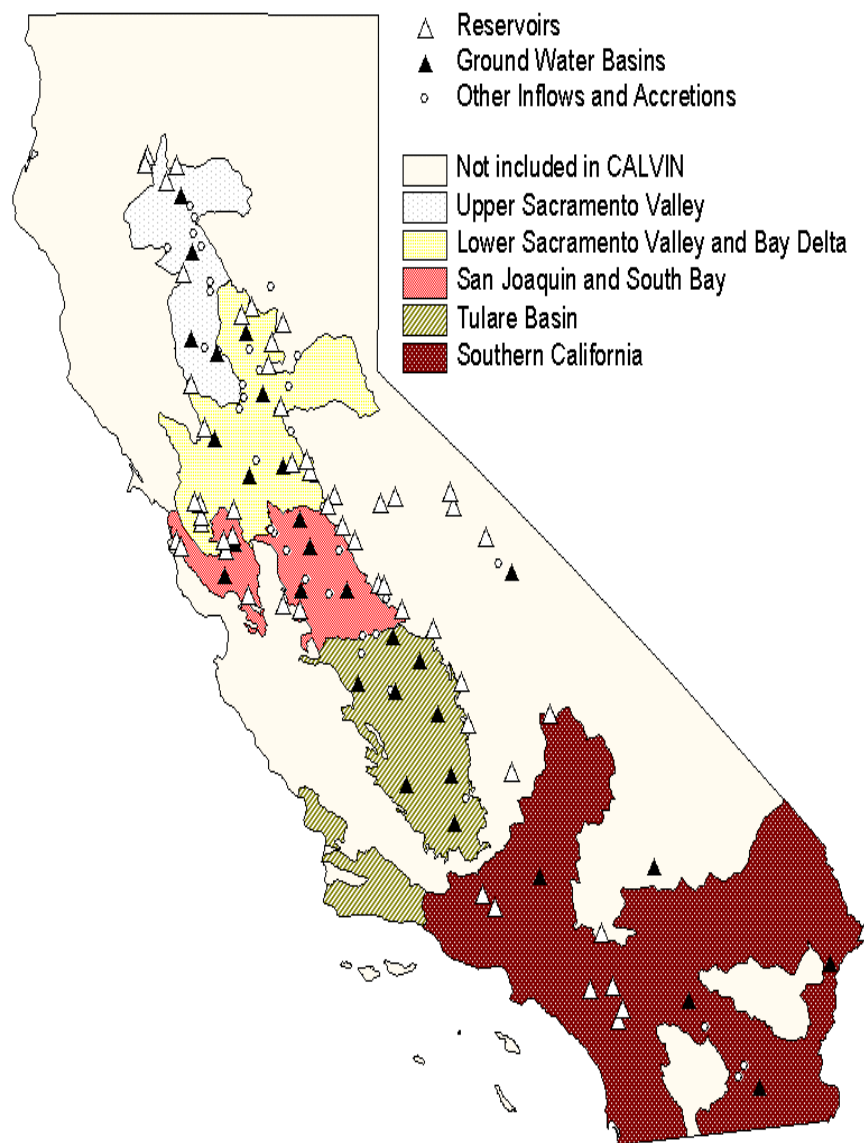 Reservoirs
Ground Water Basins
Other Inflows and Accretions
Not included in CALVIN
Upper Sacramento Valley
Lower Sacramento Valley and Bay Delta
San Joaquin and South Bay
Tulare Basin
Southern California